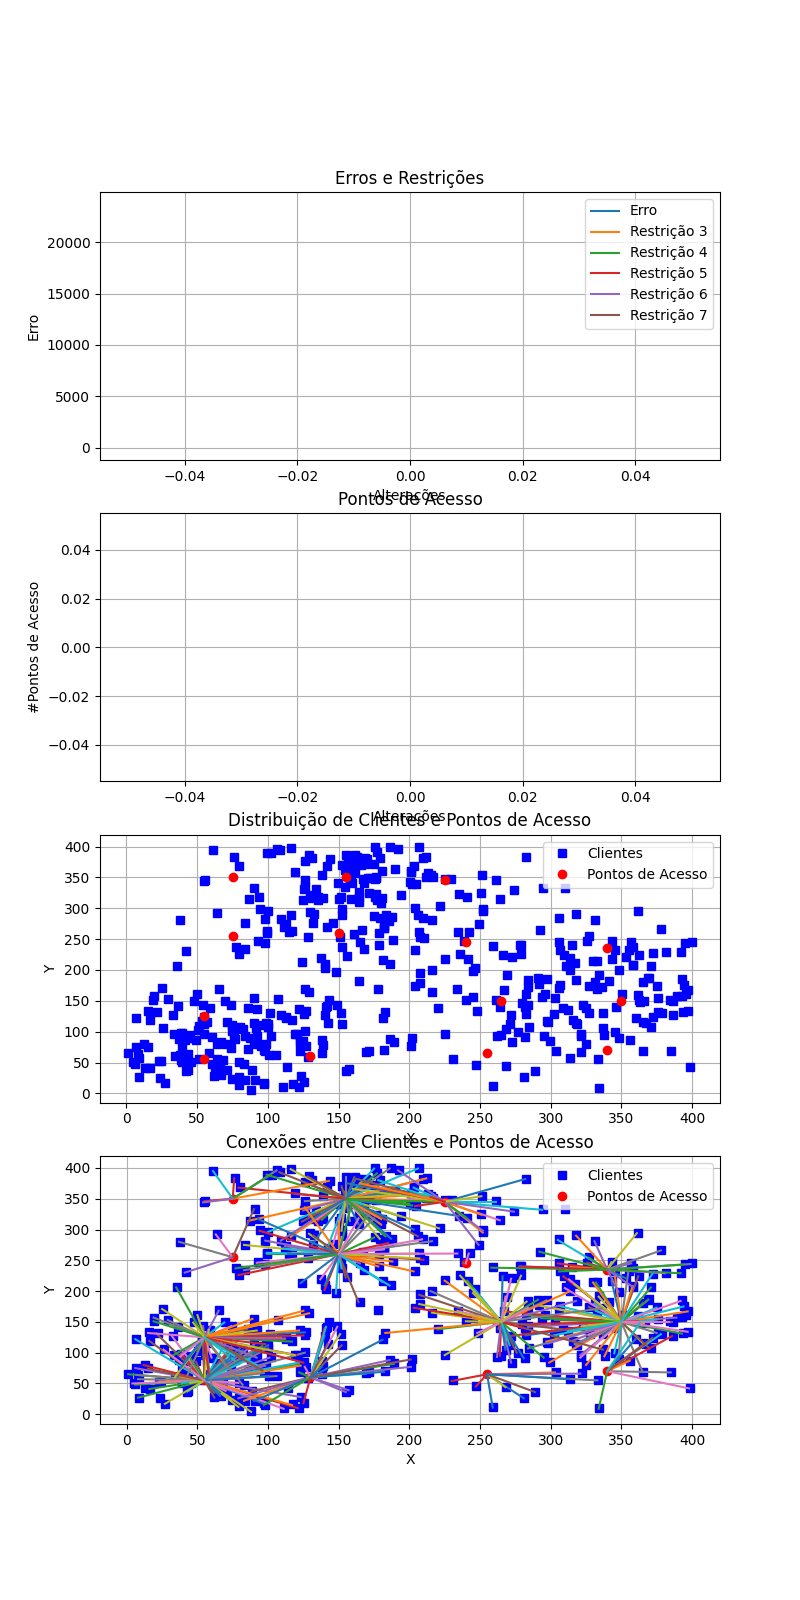 Erros e Restrições
Erro
20000
15000
10000
5000
0
Erro
Restrição 3
Restrição 4
Restrição 5
Restrição 6
Restrição 7
−0.04 −0.02 0.00 0.02 0.04
Alterações
Pontos de Acesso
#Pontos de Acesso
0.04
0.02
0.00
−0.02
−0.04
−0.04 −0.02 0.00 0.02 0.04
Alterações
Distribuição de Clientes e Pontos de Acesso
Y
400
350
300
250
200
150
100
50
0
Clientes
Pontos de Acesso
0 50 100 150 200 250 300 350 400
X
Conexões entre Clientes e Pontos de Acesso
Y
400
350
300
250
200
150
100
50
0
Clientes
Pontos de Acesso
0 50 100 150 200 250 300 350 400
X